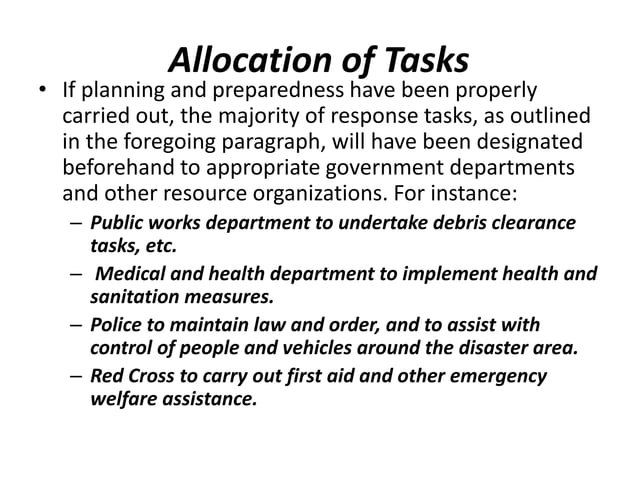 Allocation of Tasks
• If planning and preparedness have been properly
carried out, the majority of response tasks, as outlined
in the foregoing paragraph, will have been designated
beforehand to appropriate government departments
and other resource organizations. For instance:
– Public works department to undertake debris clearance
tasks, etc.
– Medical and health department to implement health and
sanitation measures.
– Police to maintain law and order, and to assist with
control of people and vehicles around the disaster area.
– Red Cross to carry out first aid and other emergency
welfare assistance.